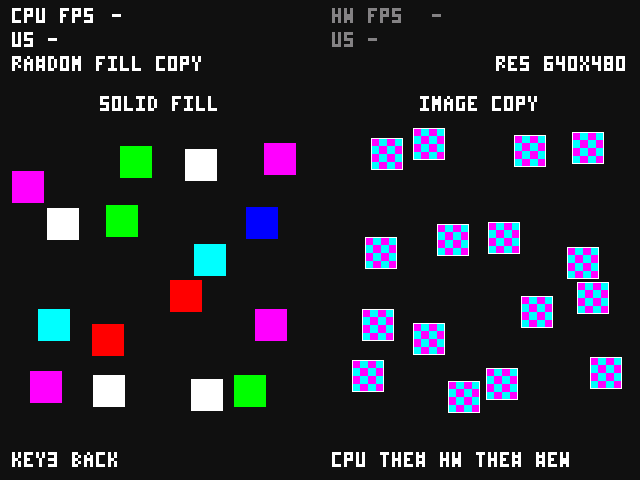 CPU FPS -
US -
RANDOM FILL COPY
HW FPS -
US -
RES 640X480
SOLID FILL
IMAGE COPY
KEY3 BACK
CPU THEN HW THEN NEW